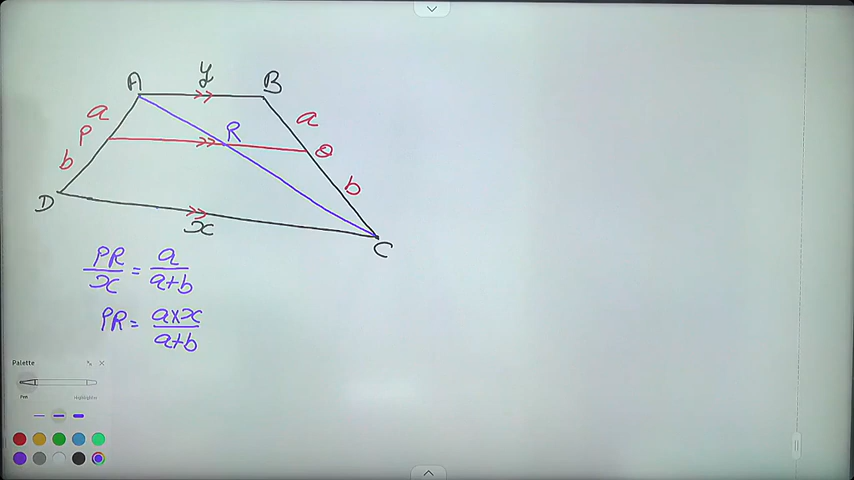 A y B
a a
P R Q
b b
D x C
PR/x = a/a+b
PR = a×x/a+b
Palette
Pen Highlighter